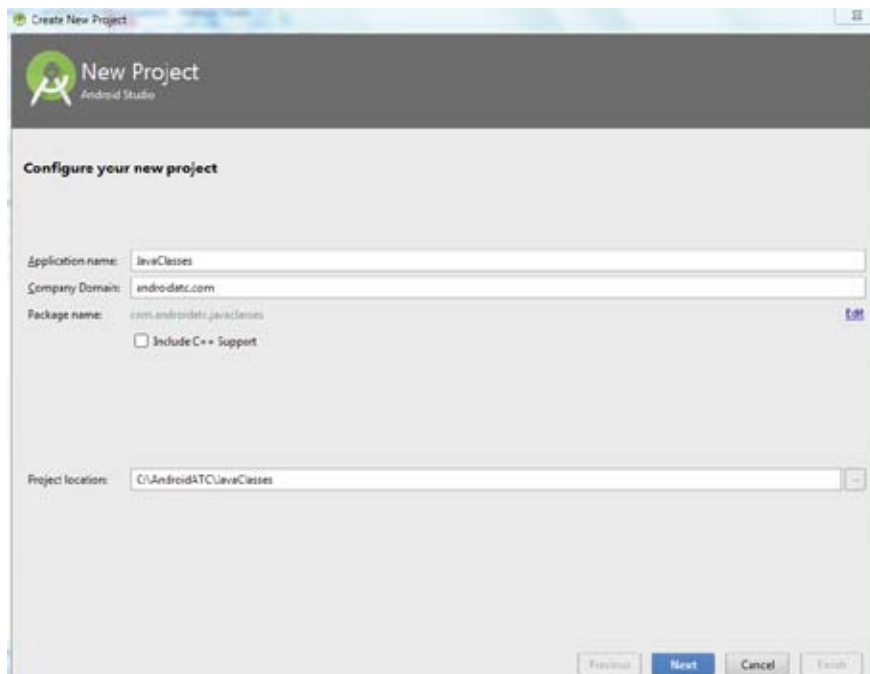 Create New Project
New Project
Android Studio
Configure your new project
Application name: JavaClasses
Company Domain: androidatc.com
Package name: com.androidatc.javaclasses Edit
Include C++ Support
Project location: C:\AndroidATC\JavaClasses
Previous Next Cancel Finish